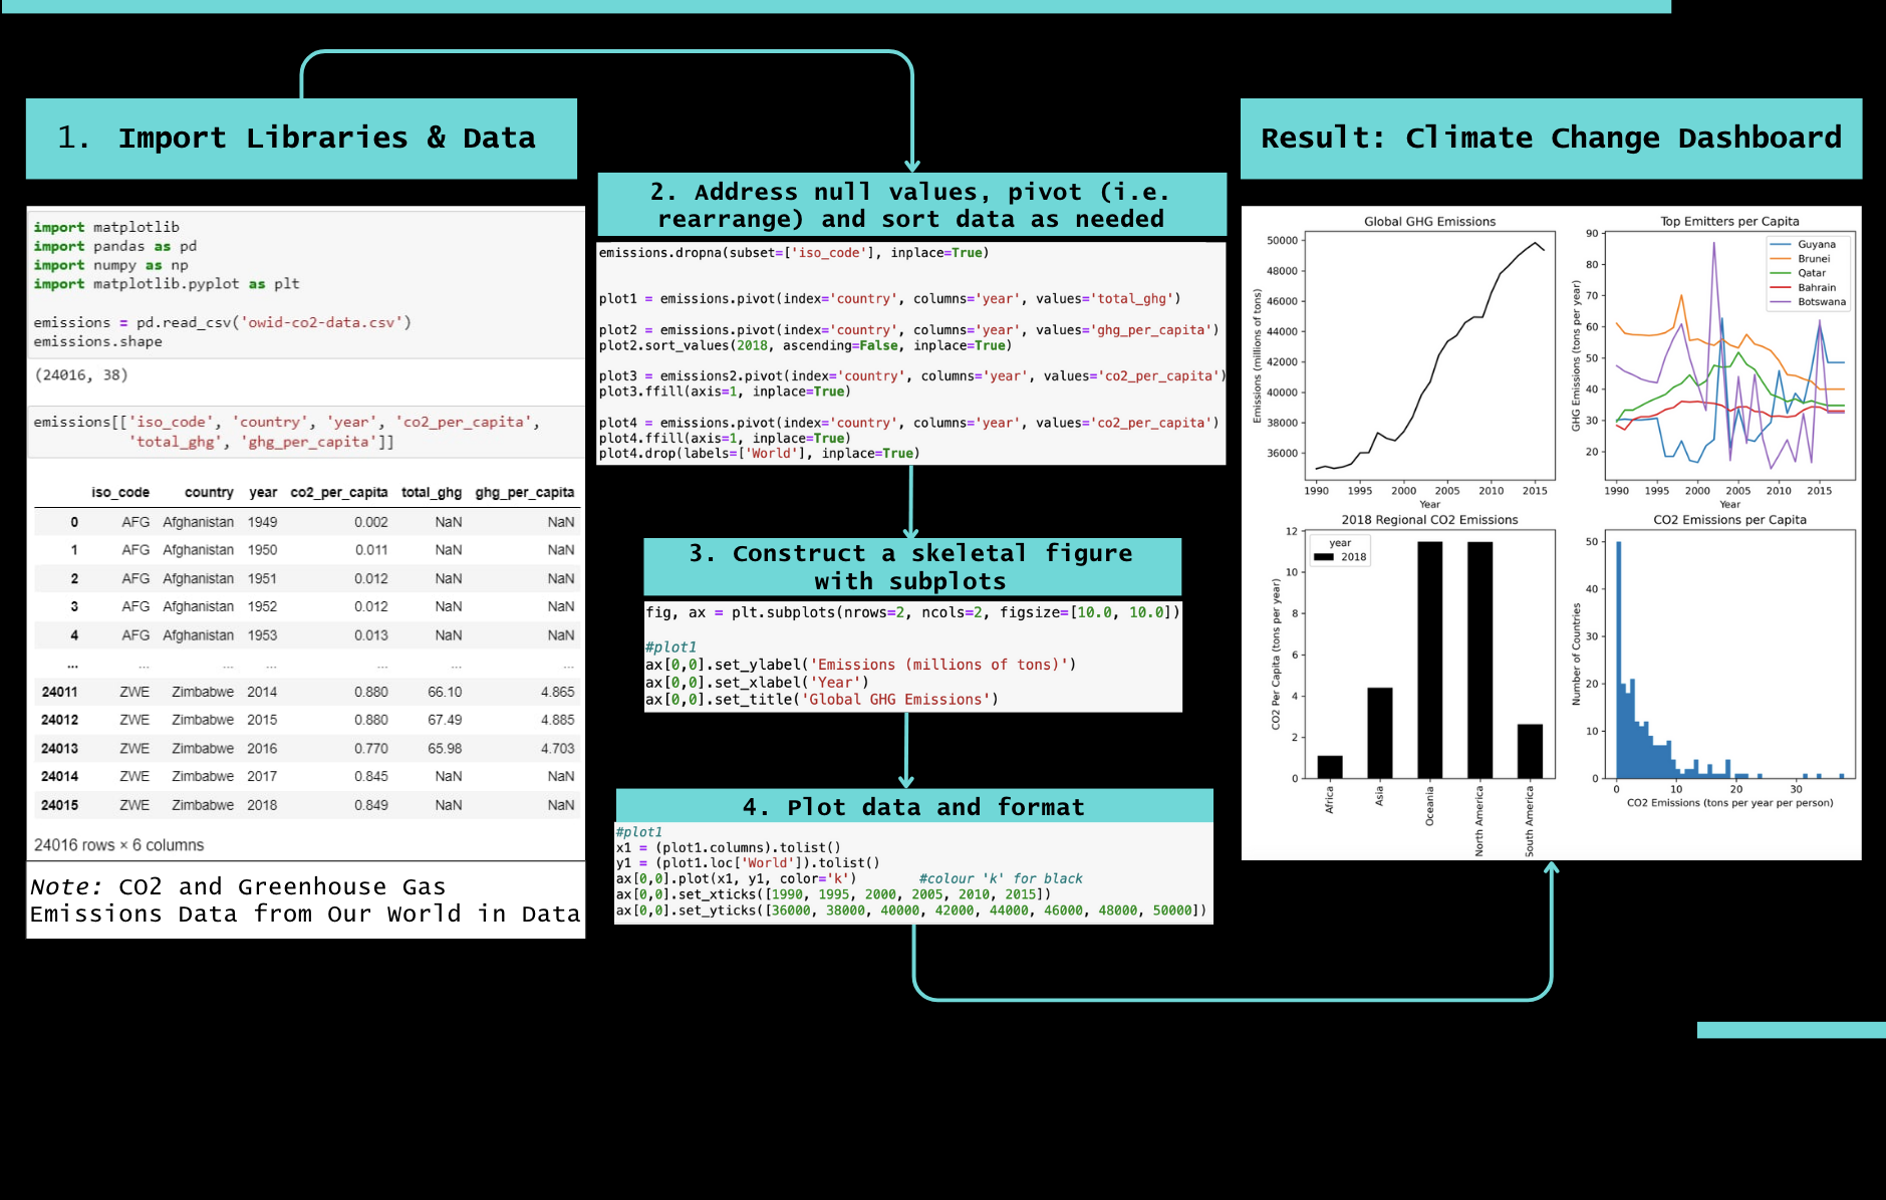 1. Import Libraries & Data
import matplotlib
import pandas as pd
import numpy as np
import matplotlib.pyplot as plt
emissions = pd.read_csv('owid-co2-data.csv')
emissions.shape
(24016, 38)
emissions[['iso_code', 'country', 'year', 'co2_per_capita',
'total_ghg', 'ghg_per_capita']]
iso_code country year co2_per_capita total_ghg ghg_per_capita
0 AFG Afghanistan 1949 0.002 NaN NaN
1 AFG Afghanistan 1950 0.011 NaN NaN
2 AFG Afghanistan 1951 0.012 NaN NaN
3 AFG Afghanistan 1952 0.012 NaN NaN
4 AFG Afghanistan 1953 0.013 NaN NaN
... ... ... ... ... ... ...
24011 ZWE Zimbabwe 2014 0.880 66.10 4.865
24012 ZWE Zimbabwe 2015 0.880 67.49 4.885
24013 ZWE Zimbabwe 2016 0.770 65.98 4.703
24014 ZWE Zimbabwe 2017 0.845 NaN NaN
24015 ZWE Zimbabwe 2018 0.849 NaN NaN
24016 rows × 6 columns
Note: CO2 and Greenhouse Gas
Emissions Data from Our World in Data
2. Address null values, pivot (i.e.
rearrange) and sort data as needed
emissions.dropna(subset=['iso_code'], inplace=True)
plot1 = emissions.pivot(index='country', columns='year', values='total_ghg')
plot2 = emissions.pivot(index='country', columns='year', values='ghg_per_capita')
plot2.sort_values(2018, ascending=False, inplace=True)
plot3 = emissions2.pivot(index='country', columns='year', values='co2_per_capita')
plot3.ffill(axis=1, inplace=True)
plot4 = emissions.pivot(index='country', columns='year', values='co2_per_capita')
plot4.ffill(axis=1, inplace=True)
plot4.drop(labels=['World'], inplace=True)
3. Construct a skeletal figure
with subplots
fig, ax = plt.subplots(nrows=2, ncols=2, figsize=[10.0, 10.0])
#plot1
ax[0,0].set_ylabel('Emissions (millions of tons)')
ax[0,0].set_xlabel('Year')
ax[0,0].set_title('Global GHG Emissions')
4. Plot data and format
#plot1
x1 = (plot1.columns).tolist()
y1 = (plot1.loc['World']).tolist()
ax[0,0].plot(x1, y1, color='k') #colour 'k' for black
ax[0,0].set_xticks([1990, 1995, 2000, 2005, 2010, 2015])
ax[0,0].set_yticks([36000, 38000, 40000, 42000, 44000, 46000, 48000, 50000])
Result: Climate Change Dashboard
Global GHG Emissions
Emissions (millions of tons)
50000
48000
46000
44000
42000
40000
38000
36000
1990 1995 2000 2005 2010 2015
Year
Top Emitters per Capita
GHG Emissions (tons per year)
90
80
70
60
50
40
30
20
Guyana
Brunei
Qatar
Bahrain
Botswana
1990 1995 2000 2005 2010 2015
Year
2018 Regional CO2 Emissions
CO2 Per Capita (tons per year)
12
10
8
6
4
2
0
year
2018
Africa
Asia
Oceania
North America
South America
CO2 Emissions per Capita
Number of Countries
50
40
30
20
10
0
0 10 20 30
CO2 Emissions (tons per year per person)